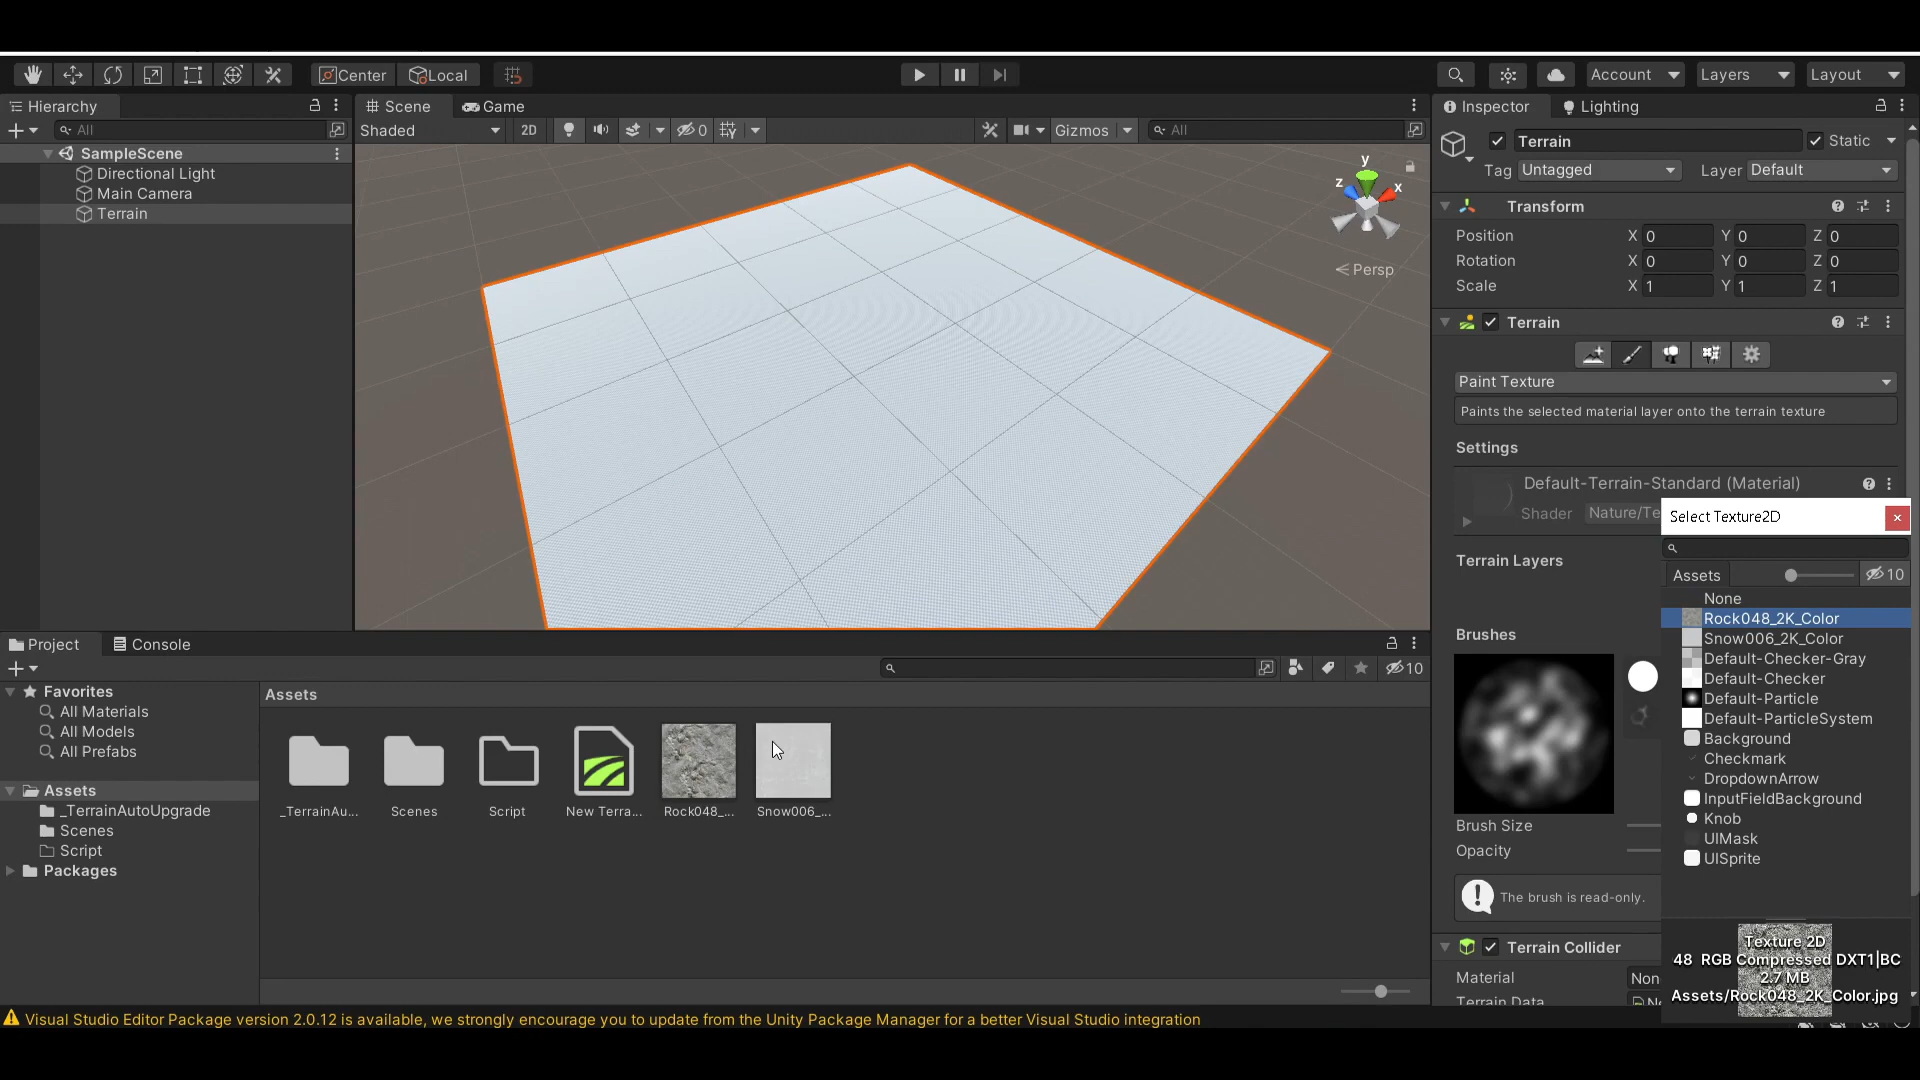 Center
Local
Account
Layers
Layout
Hierarchy
All
SampleScene
Directional Light
Main Camera
Terrain
Scene
Game
Shaded
2D
0
Gizmos
All
y
z
x
Persp
Inspector
Lighting
Terrain
Static
Tag
Untagged
Layer
Default
Transform
Position X 0 Y 0 Z 0
Rotation X 0 Y 0 Z 0
Scale X 1 Y 1 Z 1
Terrain
Paint Texture
Paints the selected material layer onto the terrain texture
Settings
Default-Terrain-Standard (Material)
Shader Nature/Te
Terrain Layers
Brushes
Brush Size
Opacity
The brush is read-only.
Terrain Collider
Material Non
Terrain Data
Select Texture2D
Assets
10
None
Rock048_2K_Color
Snow006_2K_Color
Default-Checker-Gray
Default-Checker
Default-Particle
Default-ParticleSystem
Background
Checkmark
DropdownArrow
InputFieldBackground
Knob
UIMask
UISprite
Texture 2D
48 RGB Compressed DXT1|BC
2.7 MB
Assets/Rock048_2K_Color.jpg
Project
Console
10
Favorites
All Materials
All Models
All Prefabs
Assets
_TerrainAutoUpgrade
Scenes
Script
Packages
Assets
_TerrainAu...
Scenes
Script
New Terra...
Rock048_...
Snow006_...
Visual Studio Editor Package version 2.0.12 is available, we strongly encourage you to update from the Unity Package Manager for a better Visual Studio integration